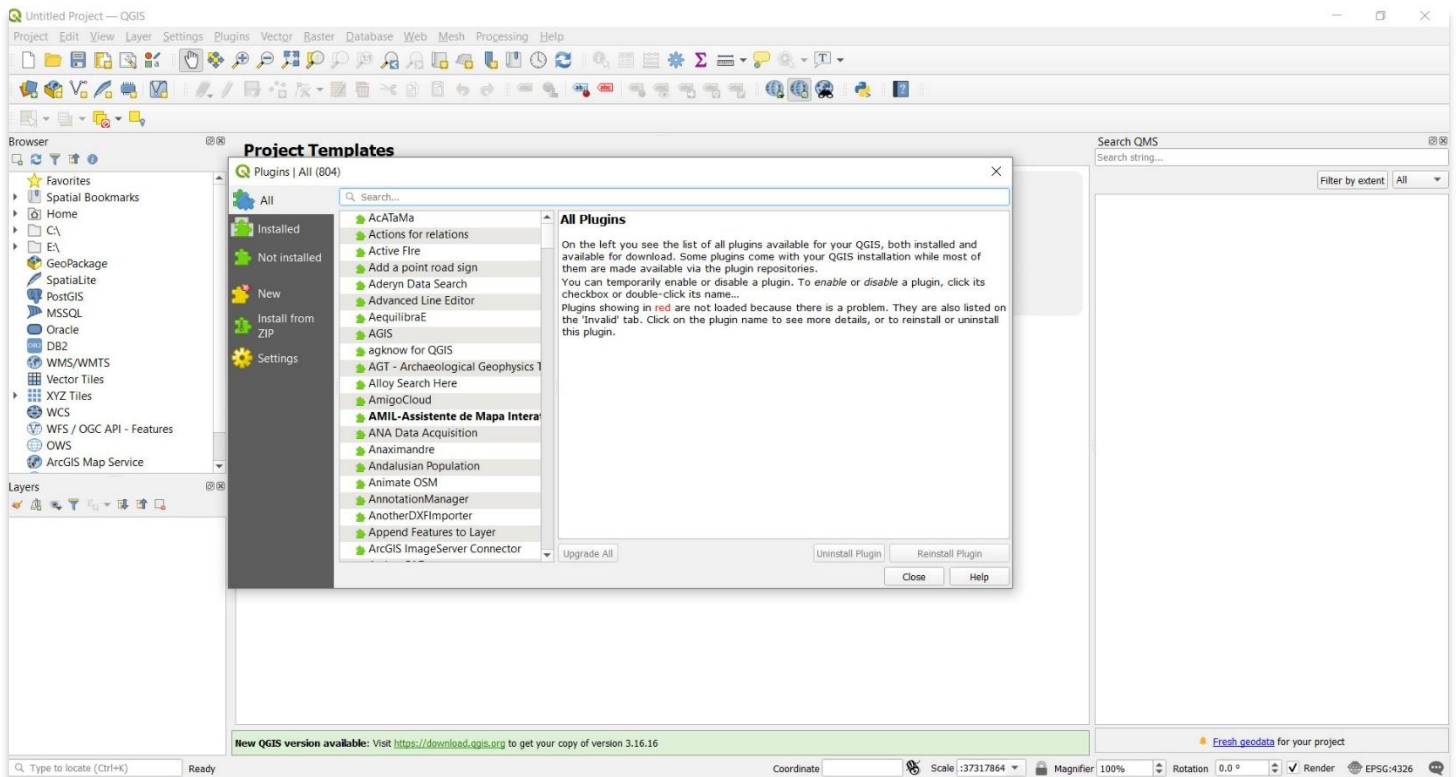 Untitled Project — QGIS
Project Edit View Layer Settings Plugins Vector Raster Database Web Mesh Processing Help
Browser
Favorites
Spatial Bookmarks
Home
C:\
E:\
GeoPackage
SpatiaLite
PostGIS
MSSQL
Oracle
DB2
WMS/WMTS
Vector Tiles
XYZ Tiles
WCS
WFS / OGC API - Features
OWS
ArcGIS Map Service
Layers
Project Templates
Plugins | All (804)
All
Installed
Not installed
New
Install from
ZIP
Settings
Search...
AcATaMa
Actions for relations
Active FIre
Add a point road sign
Aderyn Data Search
Advanced Line Editor
AequilibraE
AGIS
agknow for QGIS
AGT - Archaeological Geophysics T
Alloy Search Here
AmigoCloud
AMIL-Assistente de Mapa Interat
ANA Data Acquisition
Anaximandre
Andalusian Population
Animate OSM
AnnotationManager
AnotherDXFImporter
Append Features to Layer
ArcGIS ImageServer Connector
All Plugins
On the left you see the list of all plugins available for your QGIS, both installed and
available for download. Some plugins come with your QGIS installation while most of
them are made available via the plugin repositories.
You can temporarily enable or disable a plugin. To enable or disable a plugin, click its
checkbox or double-click its name...
Plugins showing in red are not loaded because there is a problem. They are also listed on
the 'Invalid' tab. Click on the plugin name to see more details, or to reinstall or uninstall
this plugin.
Upgrade All
Uninstall Plugin
Reinstall Plugin
Close
Help
Search QMS
Search string...
Filter by extent
All
New QGIS version available: Visit https://download.qgis.org to get your copy of version 3.16.16
Fresh geodata for your project
Type to locate (Ctrl+K)
Ready
Coordinate
Scale :37317864
Magnifier 100%
Rotation 0.0 °
Render
EPSG:4326